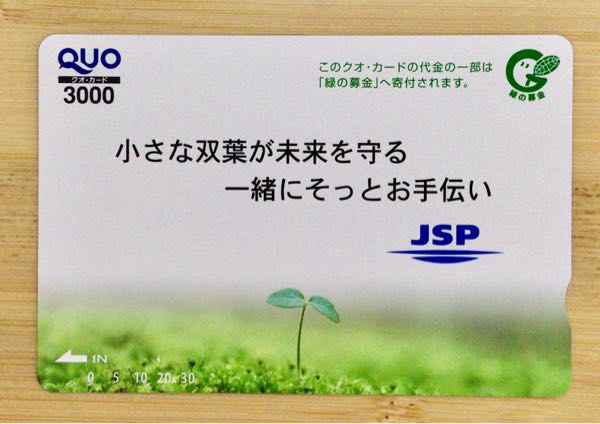 QUO
クオ・カード
3000
このクオ・カードの代金の一部は
「緑の募金」へ寄付されます。
緑の募金
小さな双葉が未来を守る
一緒にそっとお手伝い
JSP
IN
0 5 10 20x30